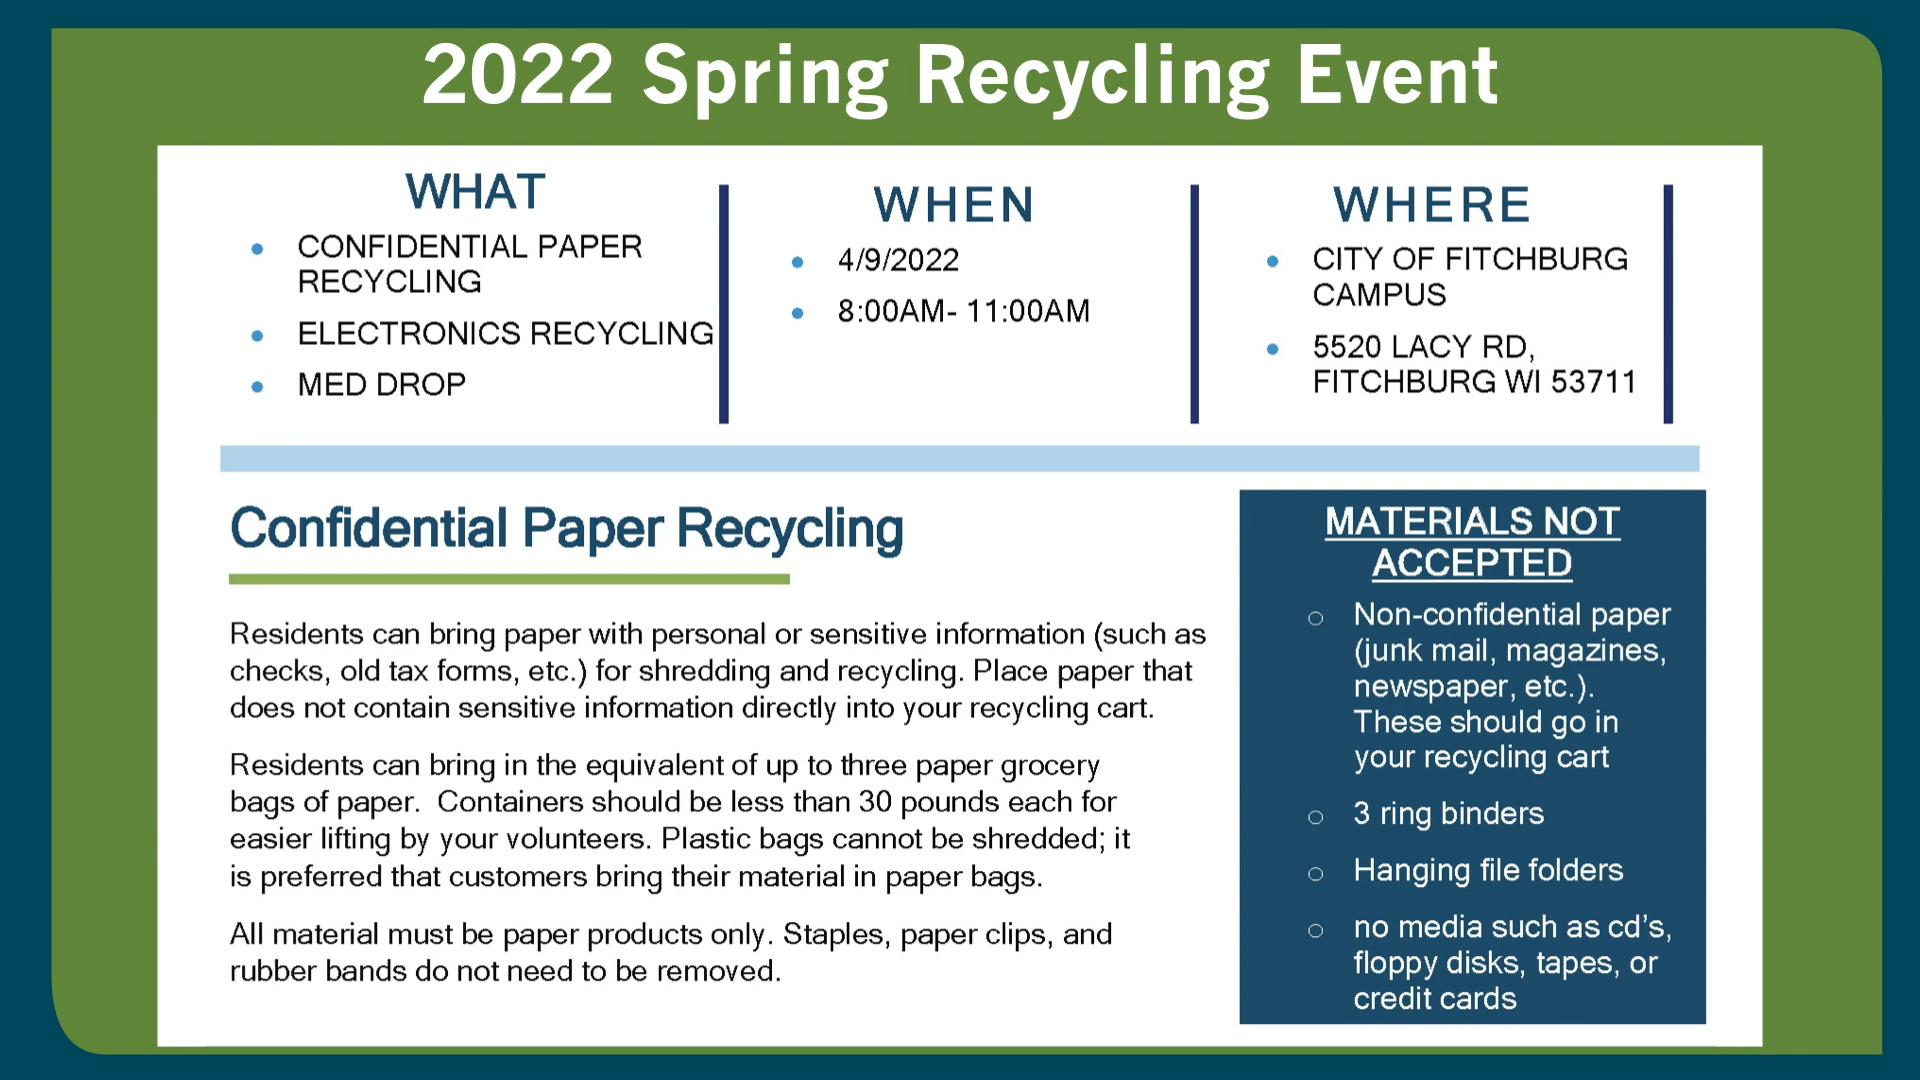 2022 Spring Recycling Event
WHAT
CONFIDENTIAL PAPER
RECYCLING
ELECTRONICS RECYCLING
MED DROP
WHEN
4/9/2022
8:00AM- 11:00AM
WHERE
CITY OF FITCHBURG
CAMPUS
5520 LACY RD,
FITCHBURG WI 53711
Confidential Paper Recycling
Residents can bring paper with personal or sensitive information (such as
checks, old tax forms, etc.) for shredding and recycling. Place paper that
does not contain sensitive information directly into your recycling cart.
Residents can bring in the equivalent of up to three paper grocery
bags of paper.  Containers should be less than 30 pounds each for
easier lifting by your volunteers. Plastic bags cannot be shredded; it
is preferred that customers bring their material in paper bags.
All material must be paper products only. Staples, paper clips, and
rubber bands do not need to be removed.
MATERIALS NOT
ACCEPTED
Non-confidential paper
(junk mail, magazines,
newspaper, etc.).
These should go in
your recycling cart
3 ring binders
Hanging file folders
no media such as cd’s,
floppy disks, tapes, or
credit cards